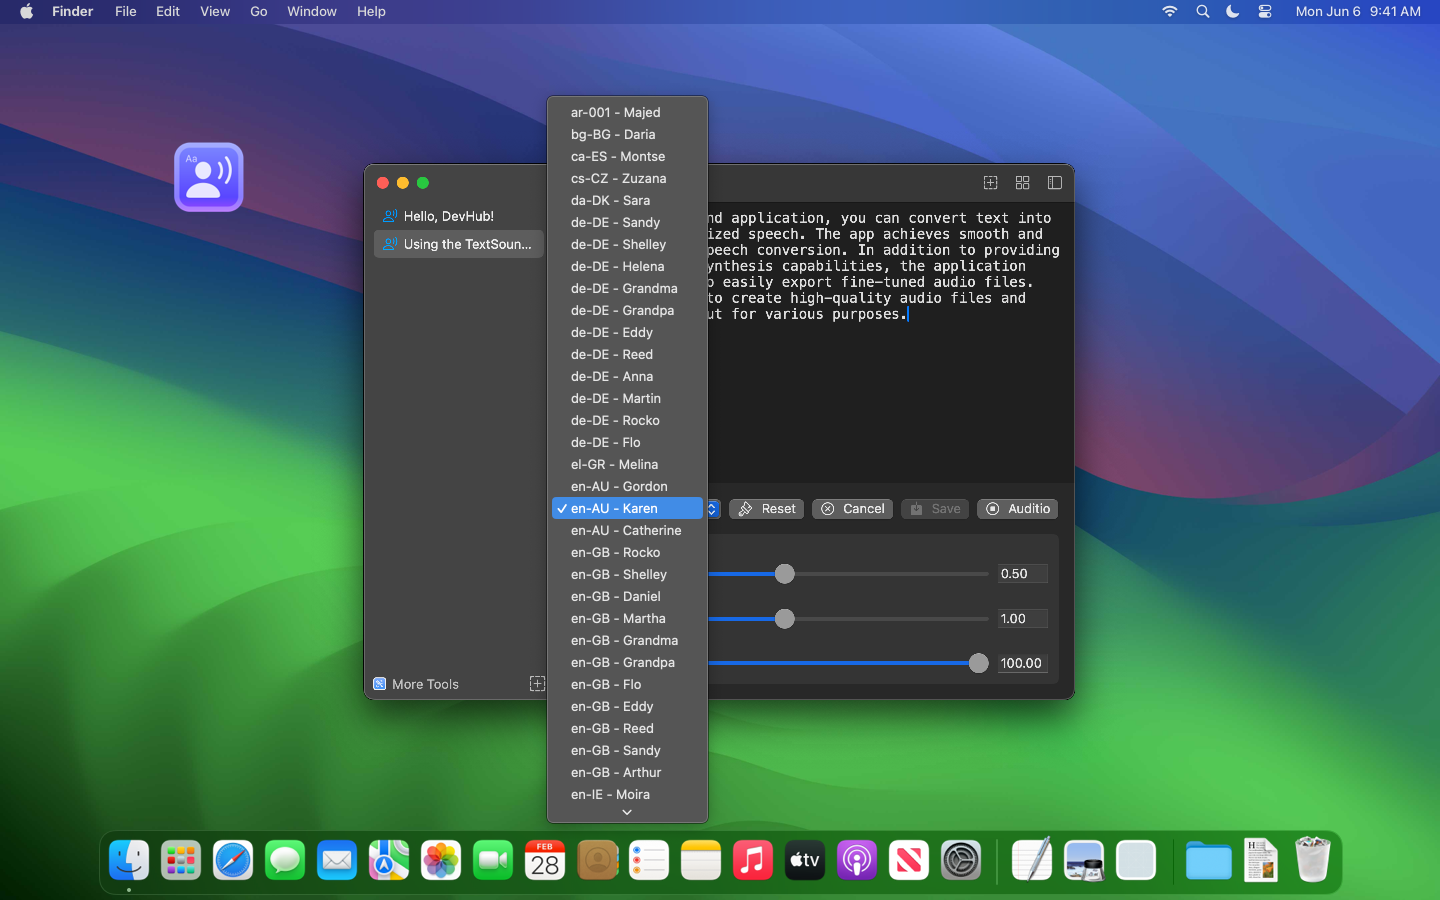 Finder File Edit View Go Window Help
Mon Jun 6 9:41 AM
Aa
Hello, DevHub!
Using the TextSoun...
ar-001 - Majed
bg-BG - Daria
ca-ES - Montse
cs-CZ - Zuzana
da-DK - Sara
de-DE - Sandy
de-DE - Shelley
de-DE - Helena
de-DE - Grandma
de-DE - Grandpa
de-DE - Eddy
de-DE - Reed
de-DE - Anna
de-DE - Martin
de-DE - Rocko
de-DE - Flo
el-GR - Melina
en-AU - Gordon
✓ en-AU - Karen
en-AU - Catherine
en-GB - Rocko
en-GB - Shelley
en-GB - Daniel
en-GB - Martha
en-GB - Grandma
en-GB - Grandpa
en-GB - Flo
en-GB - Eddy
en-GB - Reed
en-GB - Sandy
en-GB - Arthur
en-IE - Moira
nd application, you can convert text into
ized speech. The app achieves smooth and
peech conversion. In addition to providing
ynthesis capabilities, the application
easily export fine-tuned audio files.
to create high-quality audio files and
ut for various purposes.
Reset Cancel Save Auditio
0.50
1.00
100.00
More Tools
FEB
28
tv